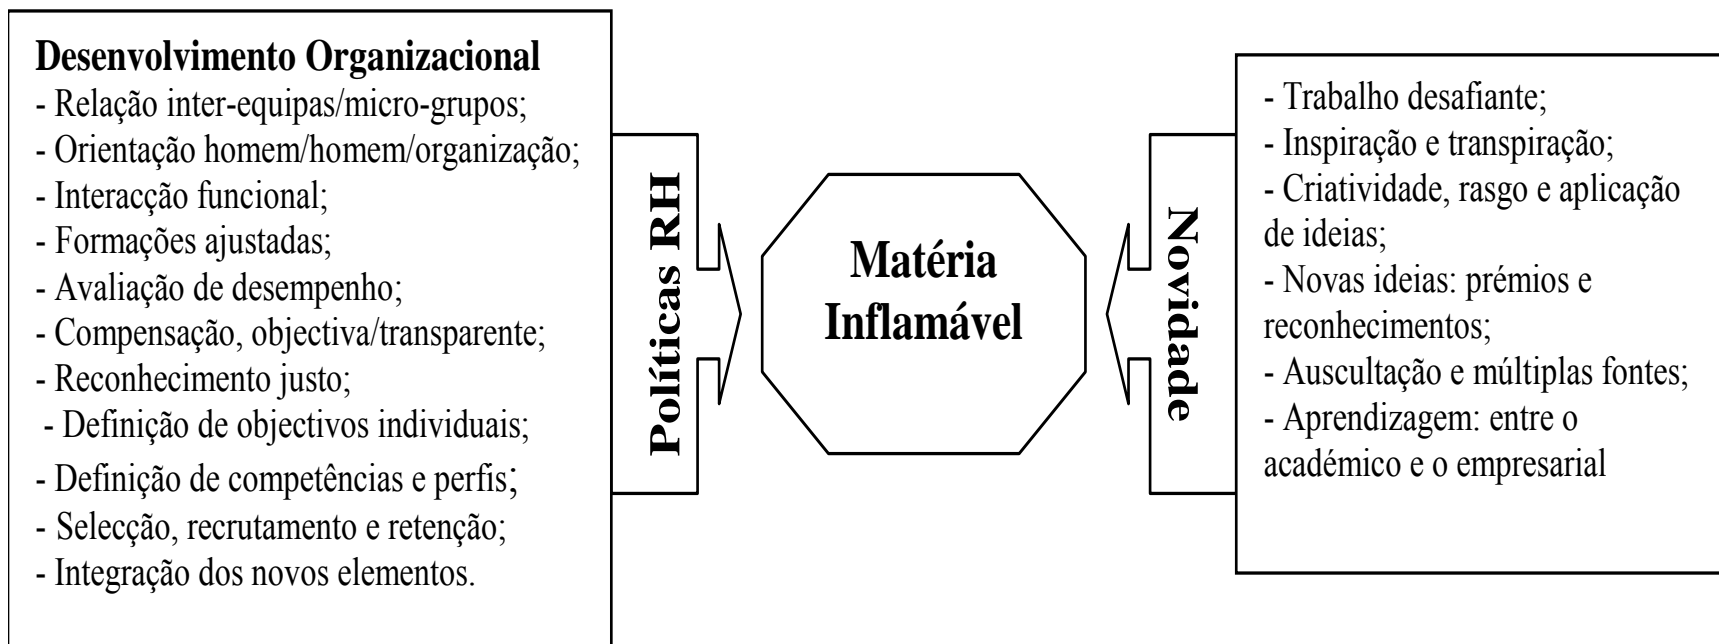 Desenvolvimento Organizacional
- Relação inter-equipas/micro-grupos;
- Orientação homem/homem/organização;
- Interacção funcional;
- Formações ajustadas;
- Avaliação de desempenho;
- Compensação, objectiva/transparente;
- Reconhecimento justo;
- Definição de objectivos individuais;
- Definição de competências e perfis;
- Selecção, recrutamento e retenção;
- Integração dos novos elementos.
Políticas RH
Matéria
Inflamável
Novidade
- Trabalho desafiante;
- Inspiração e transpiração;
- Criatividade, rasgo e aplicação
de ideias;
- Novas ideias: prémios e
reconhecimentos;
- Auscultação e múltiplas fontes;
- Aprendizagem: entre o
académico e o empresarial